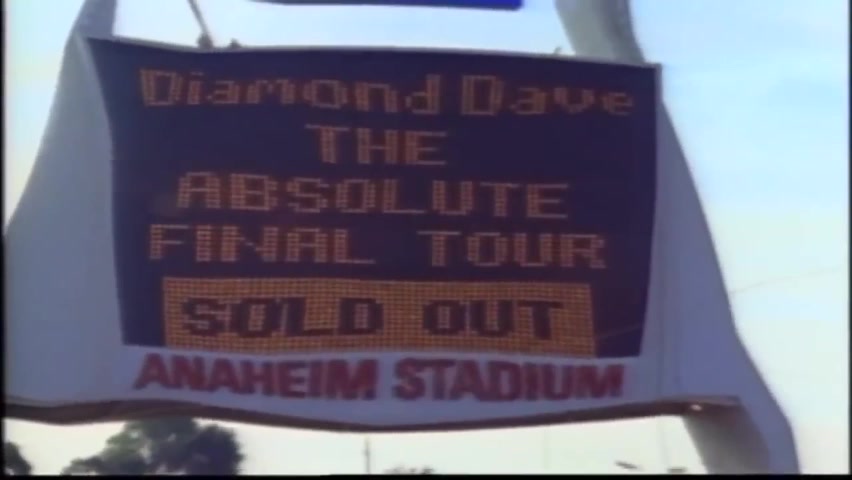 Diamond Dave
THE
ABSOLUTE
FINAL TOUR
SOLD OUT
ANAHEIM STADIUM